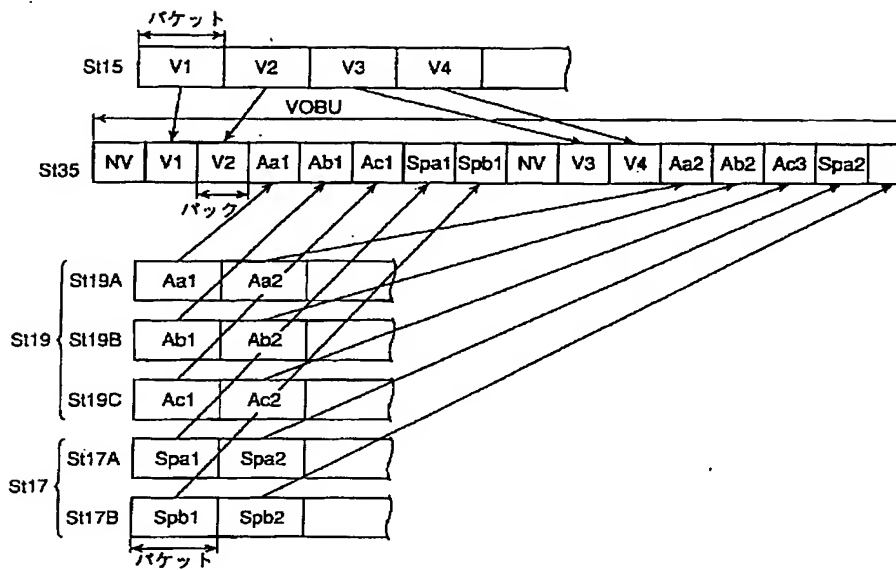 パケット
St15 V1 V2 V3 V4
VOBU
St35 NV V1 V2 Aa1 Ab1 Ac1 Spa1 Spb1 NV V3 V4 Aa2 Ab2 Ac3 Spa2
パック
St19A Aa1 Aa2
St19 St19B Ab1 Ab2
St19C Ac1 Ac2
St17A Spa1 Spa2
St17
St17B Spb1 Spb2
パケット